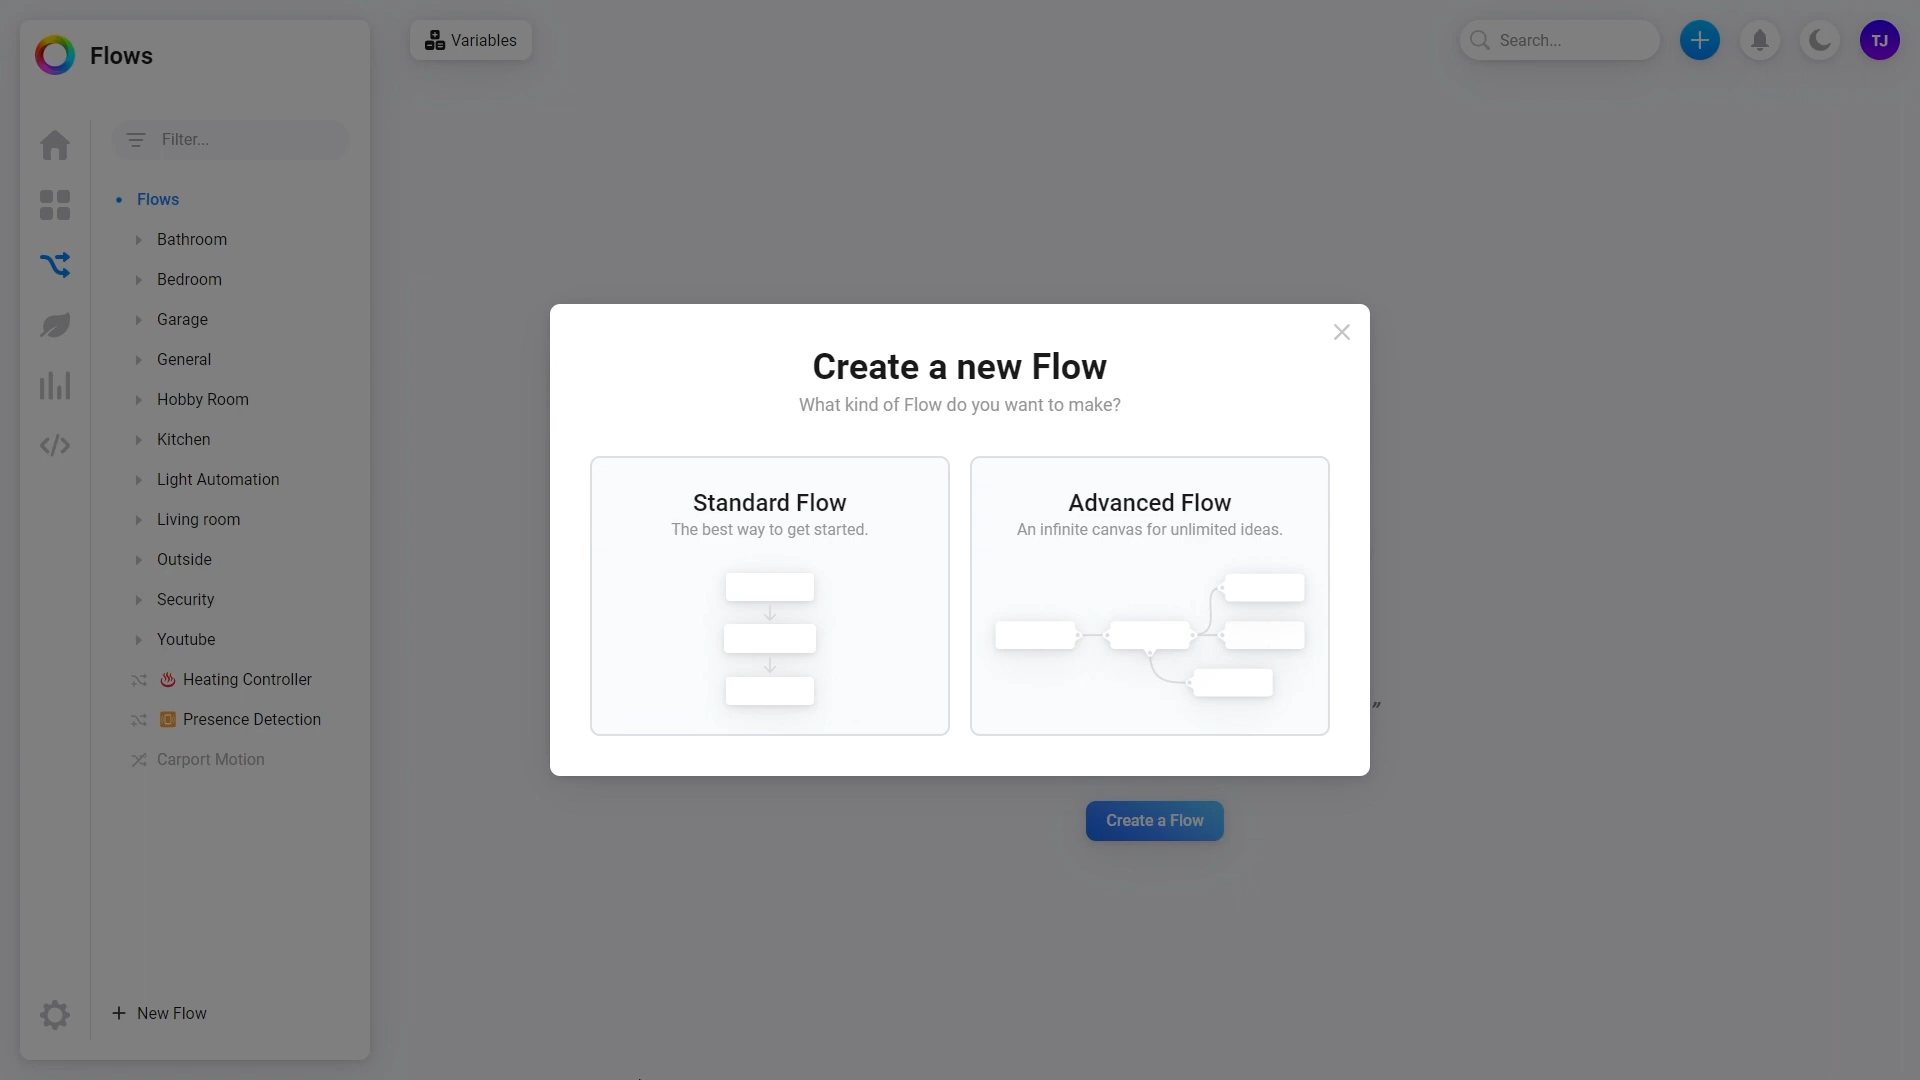 Flows
Variables
Search...
TJ
Filter...
Flows
Bathroom
Bedroom
Garage
General
Hobby Room
Kitchen
Light Automation
Living room
Outside
Security
Youtube
Heating Controller
Presence Detection
Carport Motion
New Flow
Create a new Flow
What kind of Flow do you want to make?
Standard Flow
The best way to get started.
Advanced Flow
An infinite canvas for unlimited ideas.
”
Create a Flow